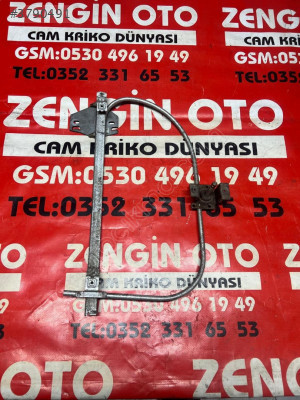 ZENGİN OTO
CAM KRİKO DÜNYASI
GSM:0530 496 19 49
TEL:0352 331 65 53
ZENGİN OTO
CAM KRİKO DÜNYASI
GSM:0530 496 19 49
TEL:0352 331 65 53
ZENGİN OTO
CAM KRİKO DÜNYASI
GSM:0530 496 19 49
TEL:0352 331 65 53
ZENGİN OTO